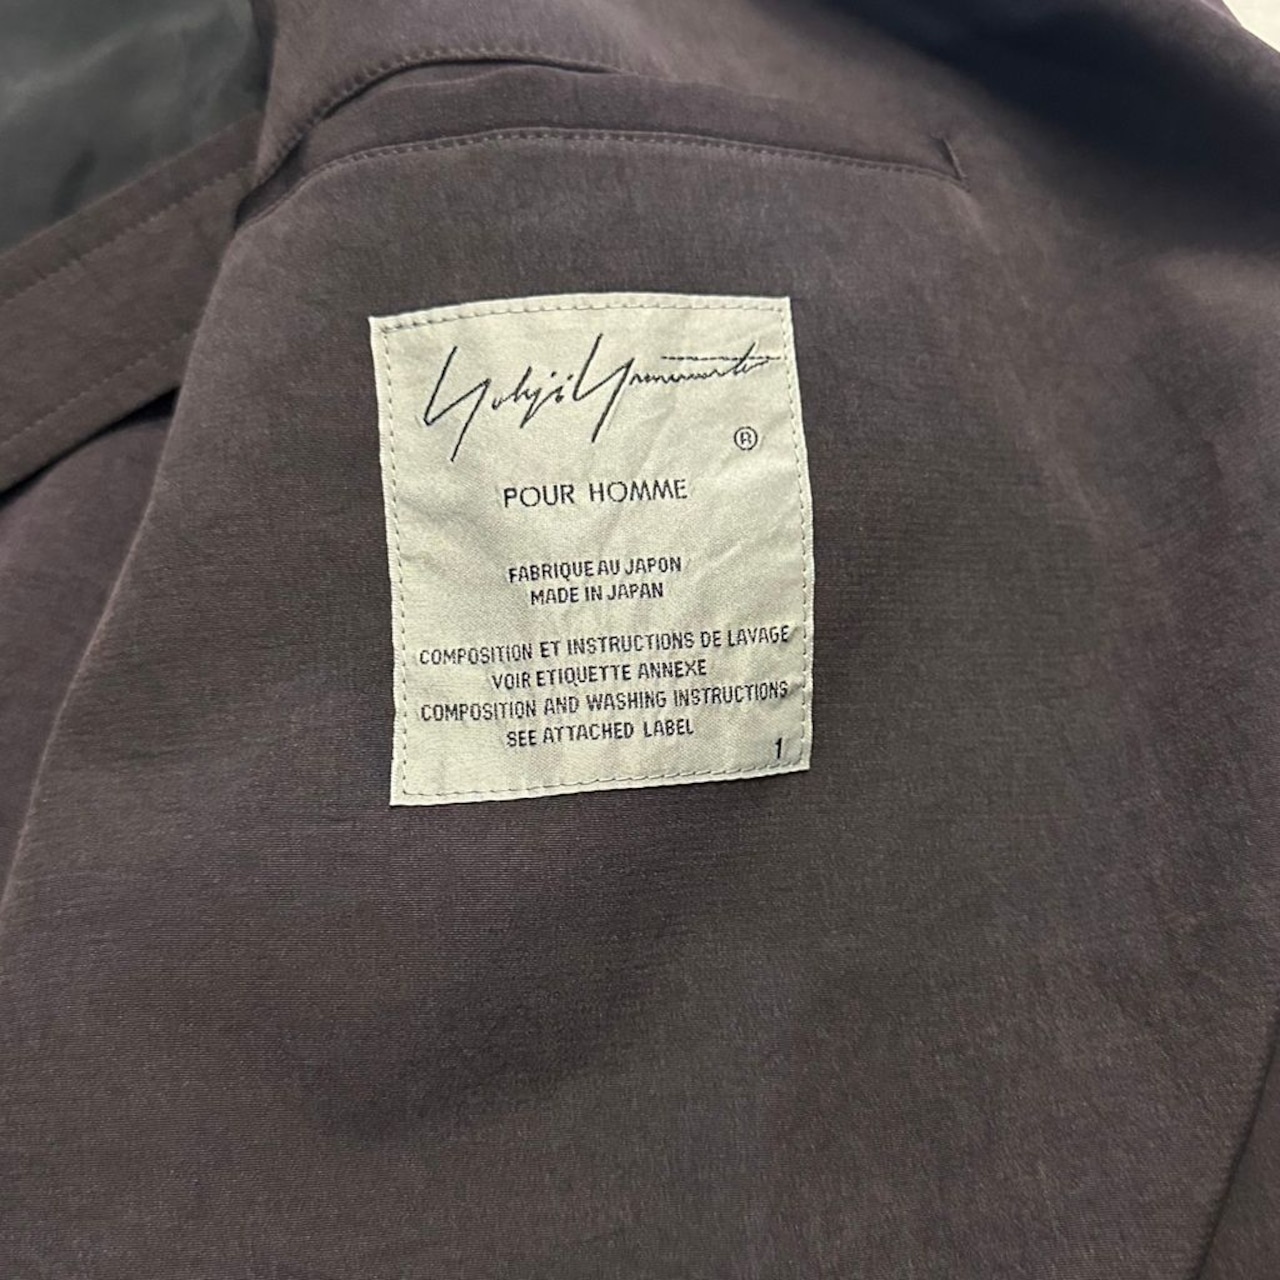 Yohji Yamamoto
®
POUR HOMME
FABRIQUE AU JAPON
MADE IN JAPAN
COMPOSITION ET INSTRUCTIONS DE LAVAGE
VOIR ETIQUETTE ANNEXE
COMPOSITION AND WASHING INSTRUCTIONS
SEE ATTACHED LABEL
1